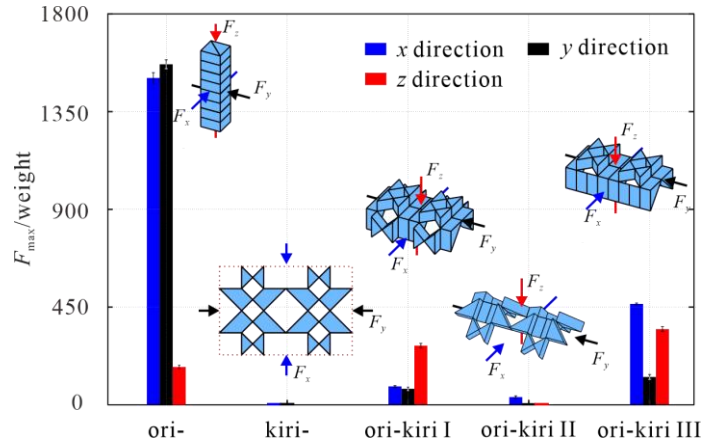 1800
1350
900
450
0
F_max/weight
x direction
y direction
z direction
F_z
F_y
F_x
F_z
F_y
F_x
F_z
F_x
F_y
F_y
F_x
F_z
F_x
F_y
ori-
kiri-
ori-kiri I
ori-kiri II
ori-kiri III